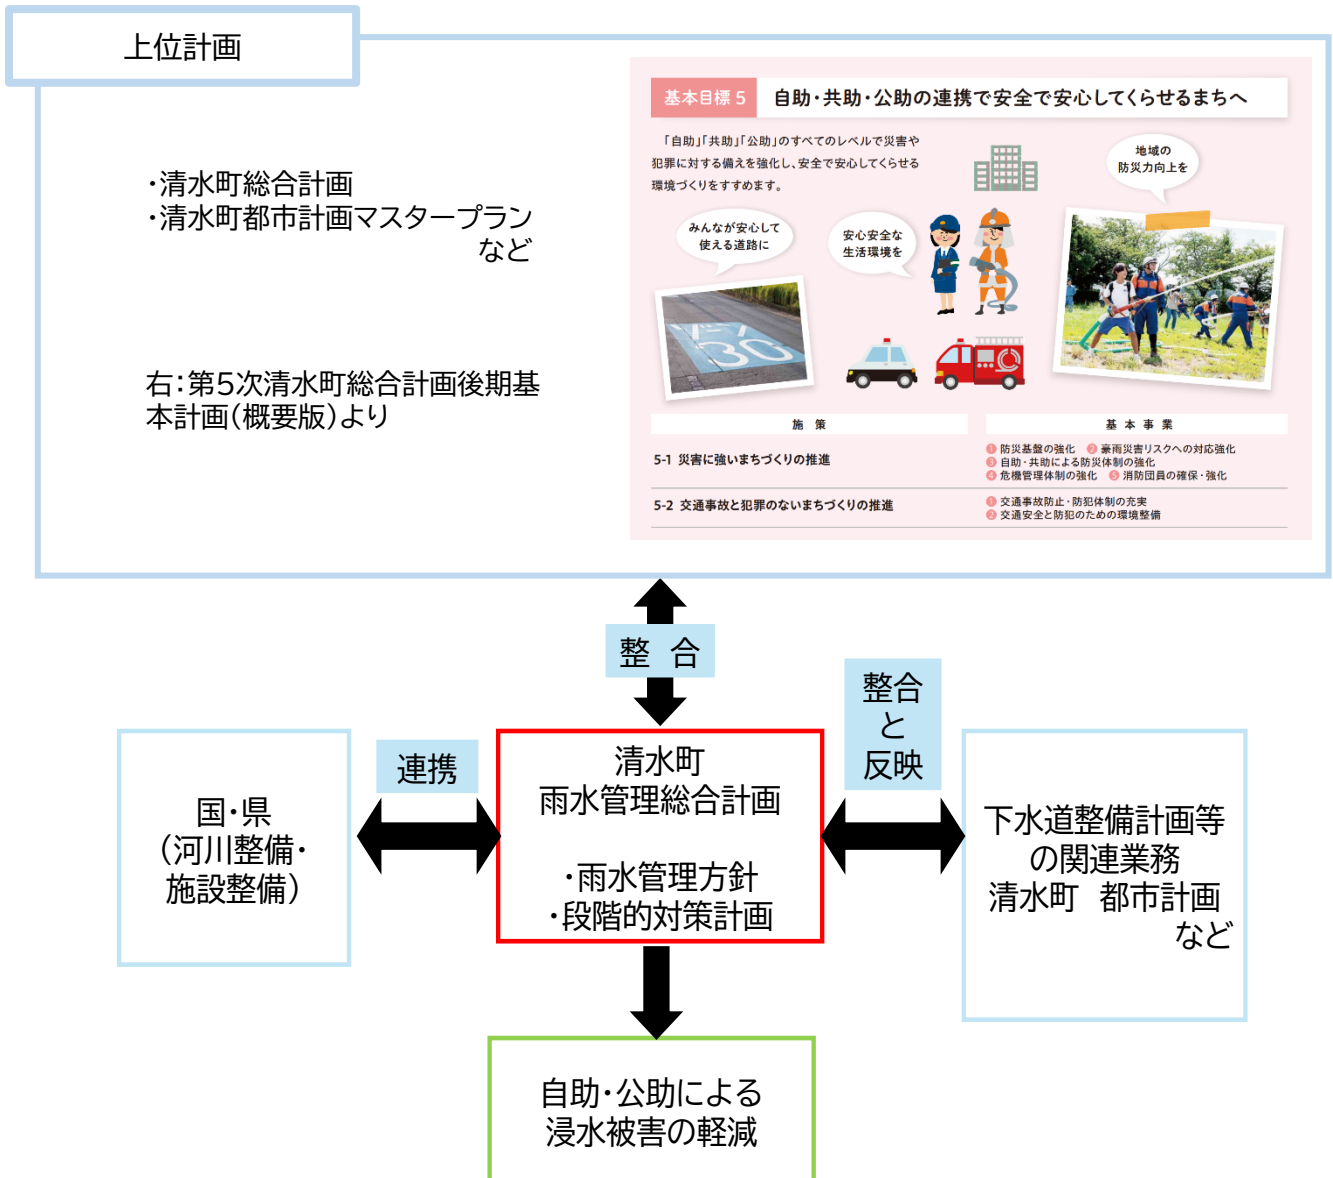 上位計画
・清水町総合計画
・清水町都市計画マスタープラン
など
右：第5次清水町総合計画後期基
本計画（概要版）より
基本目標 5 自助・共助・公助の連携で安全で安心してくらせるまちへ
「自助」「共助」「公助」のすべてのレベルで災害や
犯罪に対する備えを強化し、安全で安心してくらせる
環境づくりをすすめます。
みんなが安心して
使える道路に
安心安全な
生活環境を
地域の
防災力向上を
ゾーン
30
施 策
基 本 事 業
5-1 災害に強いまちづくりの推進
❶ 防災基盤の強化 ❷ 豪雨災害リスクへの対応強化
❸ 自助・共助による防災体制の強化
❹ 危機管理体制の強化 ❺ 消防団員の確保・強化
5-2 交通事故と犯罪のないまちづくりの推進
❶ 交通事故防止・防犯体制の充実
❷ 交通安全と防犯のための環境整備
整 合
連携
整合
と
反映
国・県
（河川整備・
施設整備）
清水町
雨水管理総合計画
・雨水管理方針
・段階的対策計画
下水道整備計画等
の関連業務
清水町 都市計画
など
自助・公助による
浸水被害の軽減